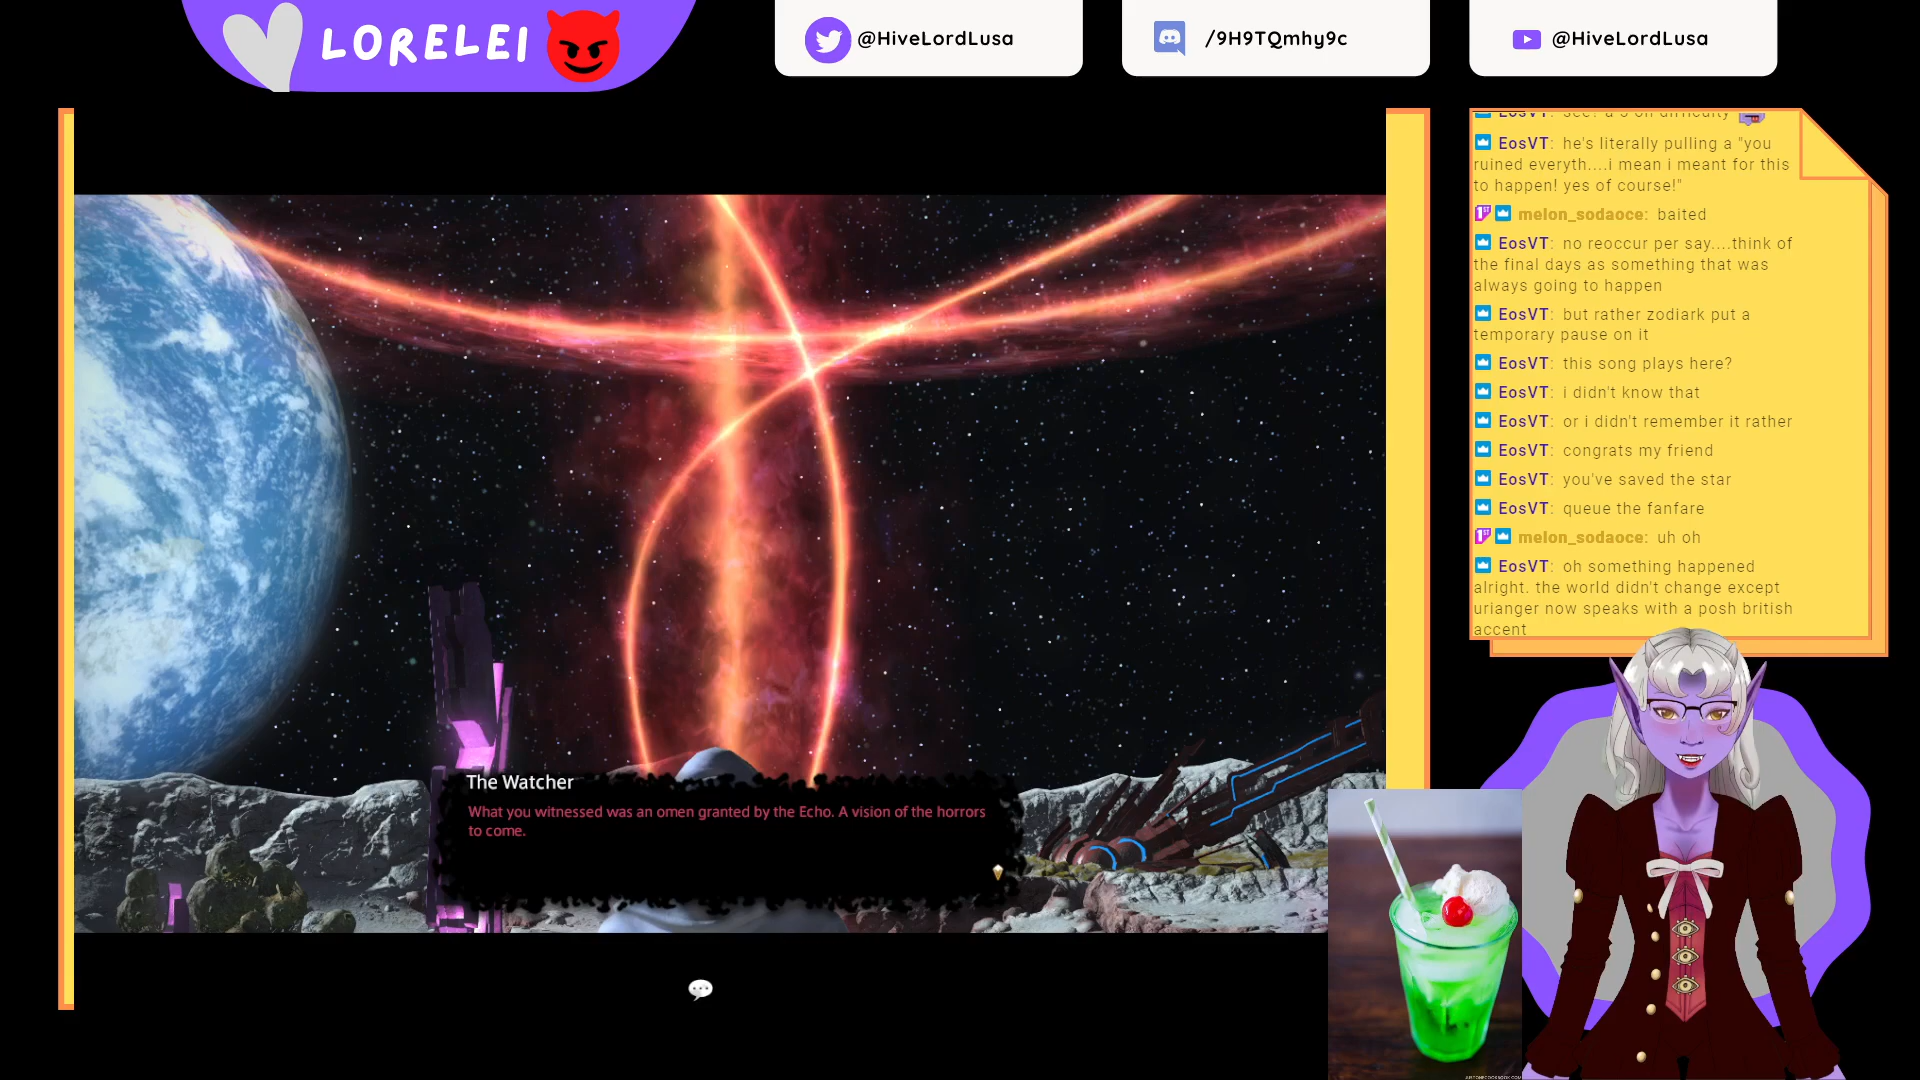 LORELEI
@HiveLordLusa
/9H9TQmhy9c
@HiveLordLusa
EosVT: see? a 5 on difficulty
EosVT: he's literally pulling a "you
ruined everyth....i mean i meant for this
to happen! yes of course!"
melon_sodaoce: baited
EosVT: no reoccur per say....think of
the final days as something that was
always going to happen
EosVT: but rather zodiark put a
temporary pause on it
EosVT: this song plays here?
EosVT: i didn't know that
EosVT: or i didn't remember it rather
EosVT: congrats my friend
EosVT: you've saved the star
EosVT: queue the fanfare
melon_sodaoce: uh oh
EosVT: oh something happened
alright. the world didn't change except
urianger now speaks with a posh british
accent
The Watcher
What you witnessed was an omen granted by the Echo. A vision of the horrors
to come.